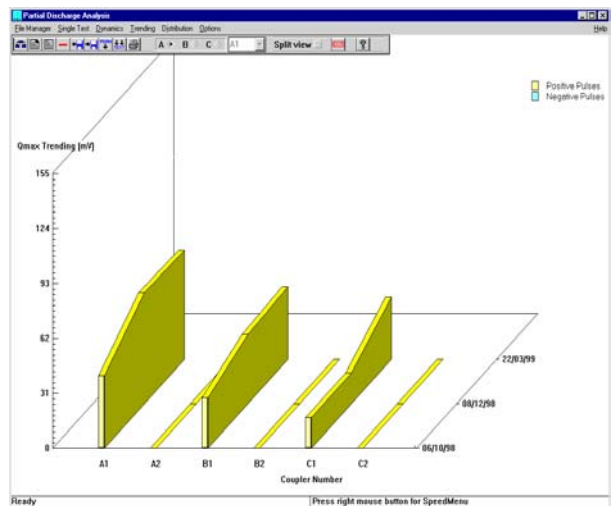 Partial Discharge Analysis
File Manager Single Test Dynamics Trending Distribution Options Help
A B C A1 Split view
Positive Pulses
Negative Pulses
Qmax Trending [mV]
155
124
93
62
31
0
22/03/99
08/12/98
06/10/98
A1 A2 B1 B2 C1 C2
Coupler Number
Ready Press right mouse button for SpeedMenu